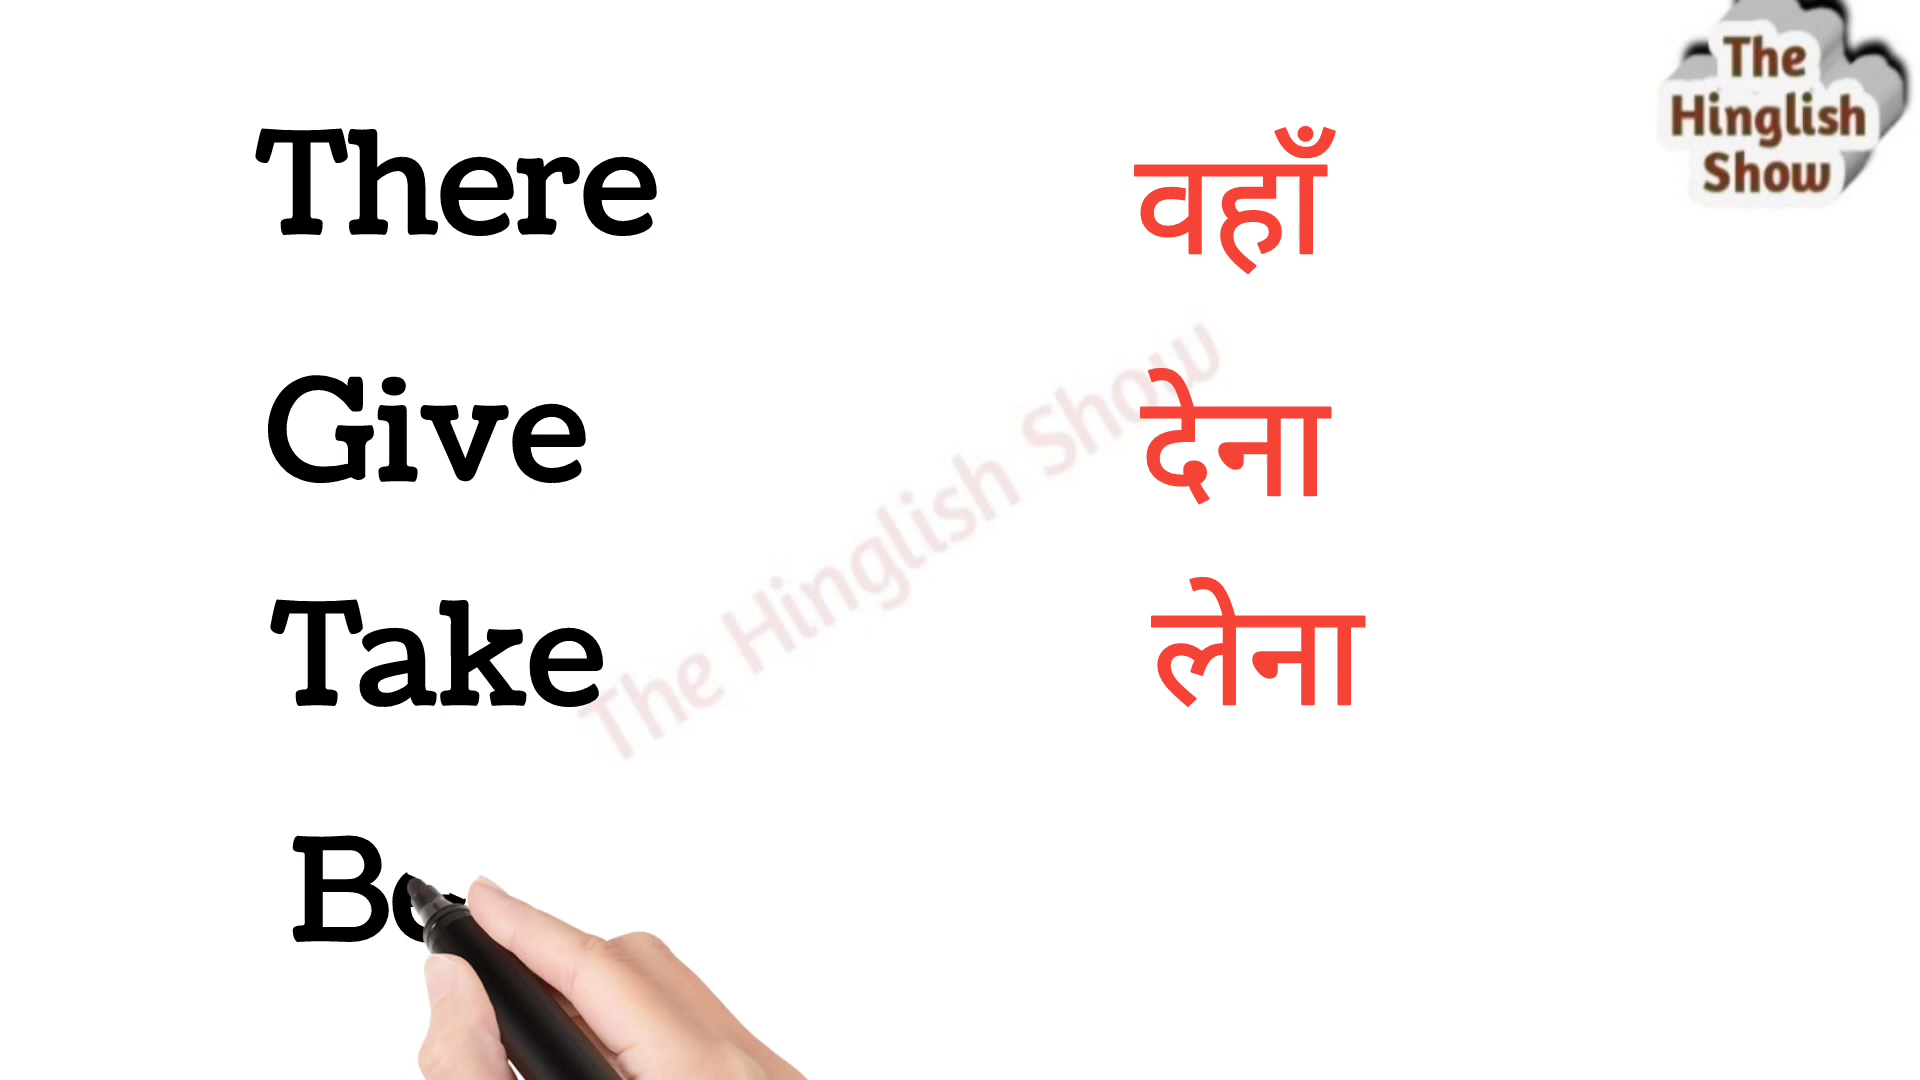 The
Hinglish
Show
There वहाँ
Give देना
Take लेना
The Hinglish Show